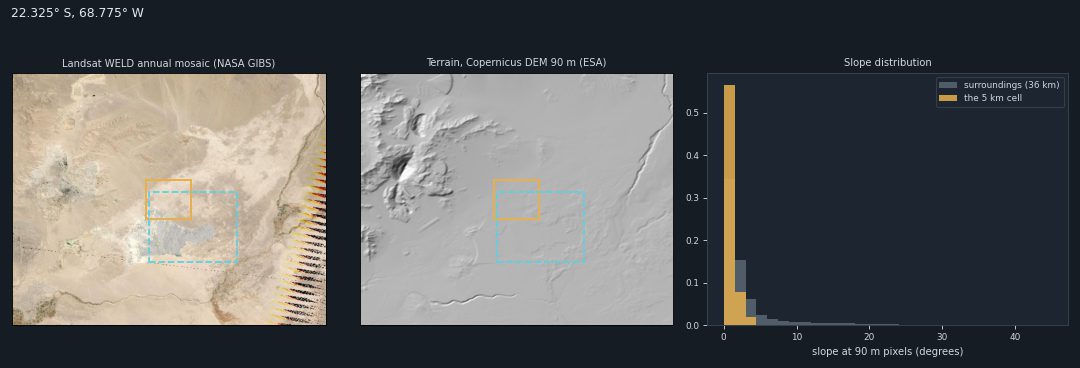 22.325° S, 68.775° W
Landsat WELD annual mosaic (NASA GIBS)
Terrain, Copernicus DEM 90 m (ESA)
Slope distribution
surroundings (36 km)
the 5 km cell
0.5
0.4
0.3
0.2
0.1
0.0
0
10
20
30
40
slope at 90 m pixels (degrees)